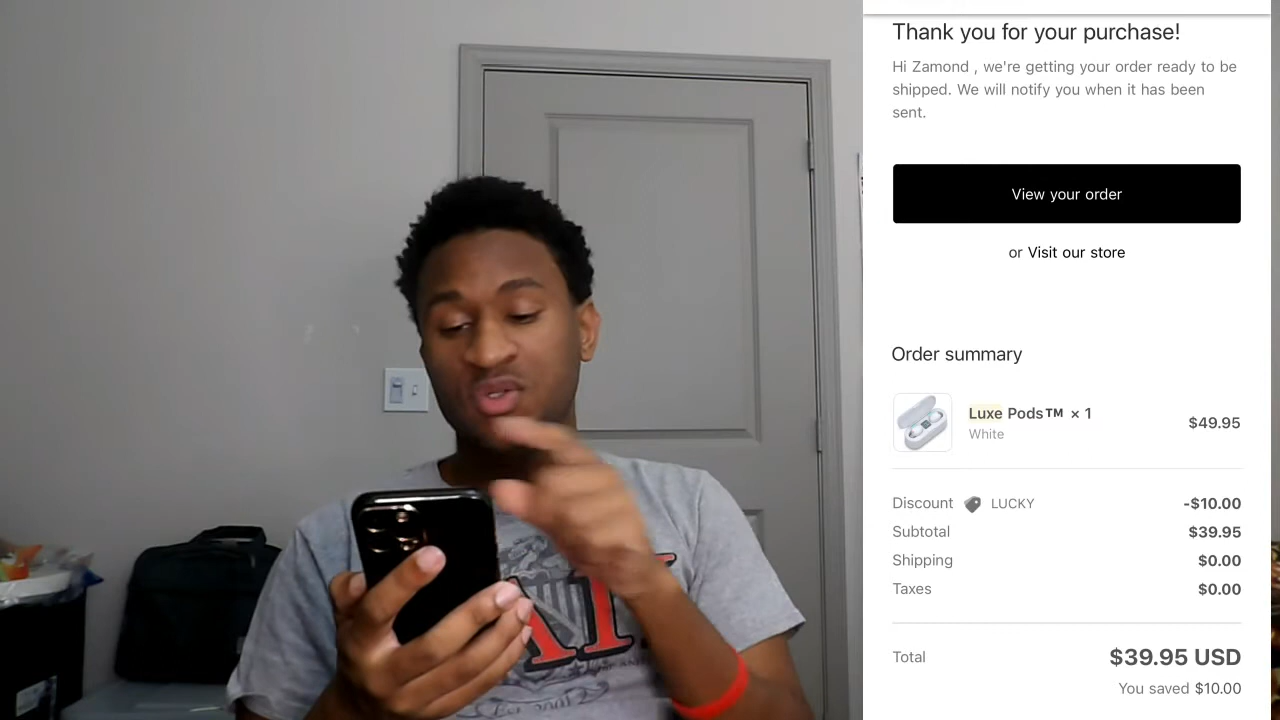 Thank you for your purchase!
Hi Zamond , we're getting your order ready to be
shipped. We will notify you when it has been
sent.
View your order
or Visit our store
Order summary
Luxe Pods™ × 1
White
$49.95
Discount LUCKY -$10.00
Subtotal $39.95
Shipping $0.00
Taxes $0.00
Total $39.95 USD
You saved $10.00